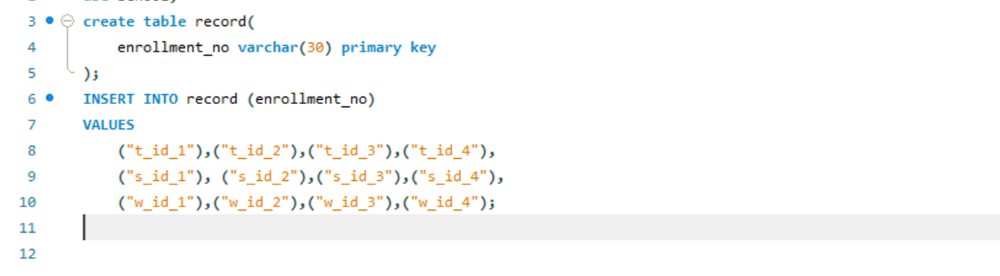 3 create table record(
4 enrollment_no varchar(30) primary key
5 );
6 INSERT INTO record (enrollment_no)
7 VALUES
8 ("t_id_1"),("t_id_2"),("t_id_3"),("t_id_4"),
9 ("s_id_1"), ("s_id_2"),("s_id_3"),("s_id_4"),
10 ("w_id_1"),("w_id_2"),("w_id_3"),("w_id_4");
11
12